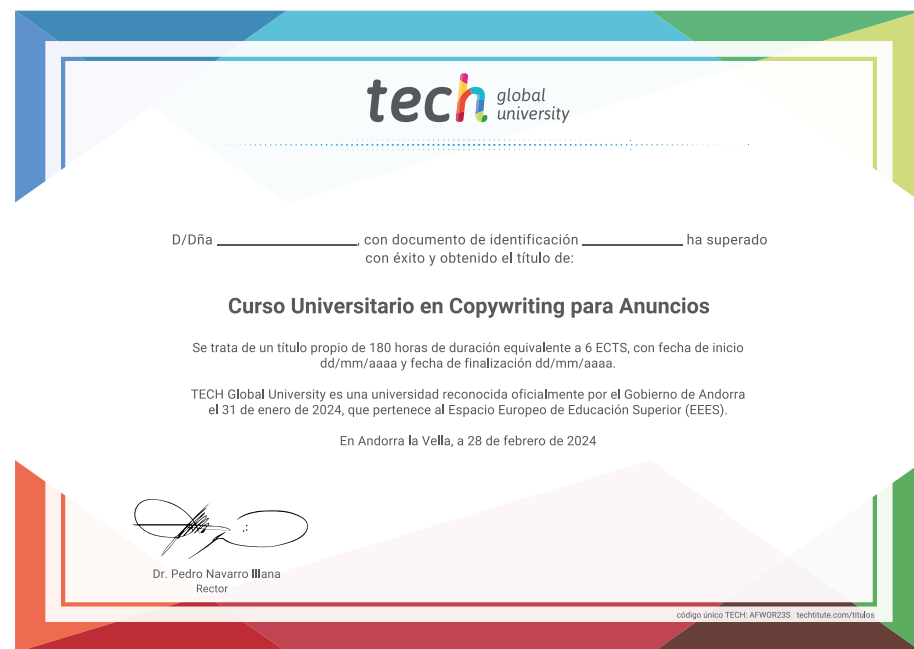 tech global university
D/Dña ____________________, con documento de identificación ______________ ha superado
con éxito y obtenido el título de:
Curso Universitario en Copywriting para Anuncios
Se trata de un título propio de 180 horas de duración equivalente a 6 ECTS, con fecha de inicio
dd/mm/aaaa y fecha de finalización dd/mm/aaaa.
TECH Global University es una universidad reconocida oficialmente por el Gobierno de Andorra
el 31 de enero de 2024, que pertenece al Espacio Europeo de Educación Superior (EEES).
En Andorra la Vella, a 28 de febrero de 2024
Dr. Pedro Navarro Illana
Rector
código único TECH: AFWOR23S techtitute.com/titulos